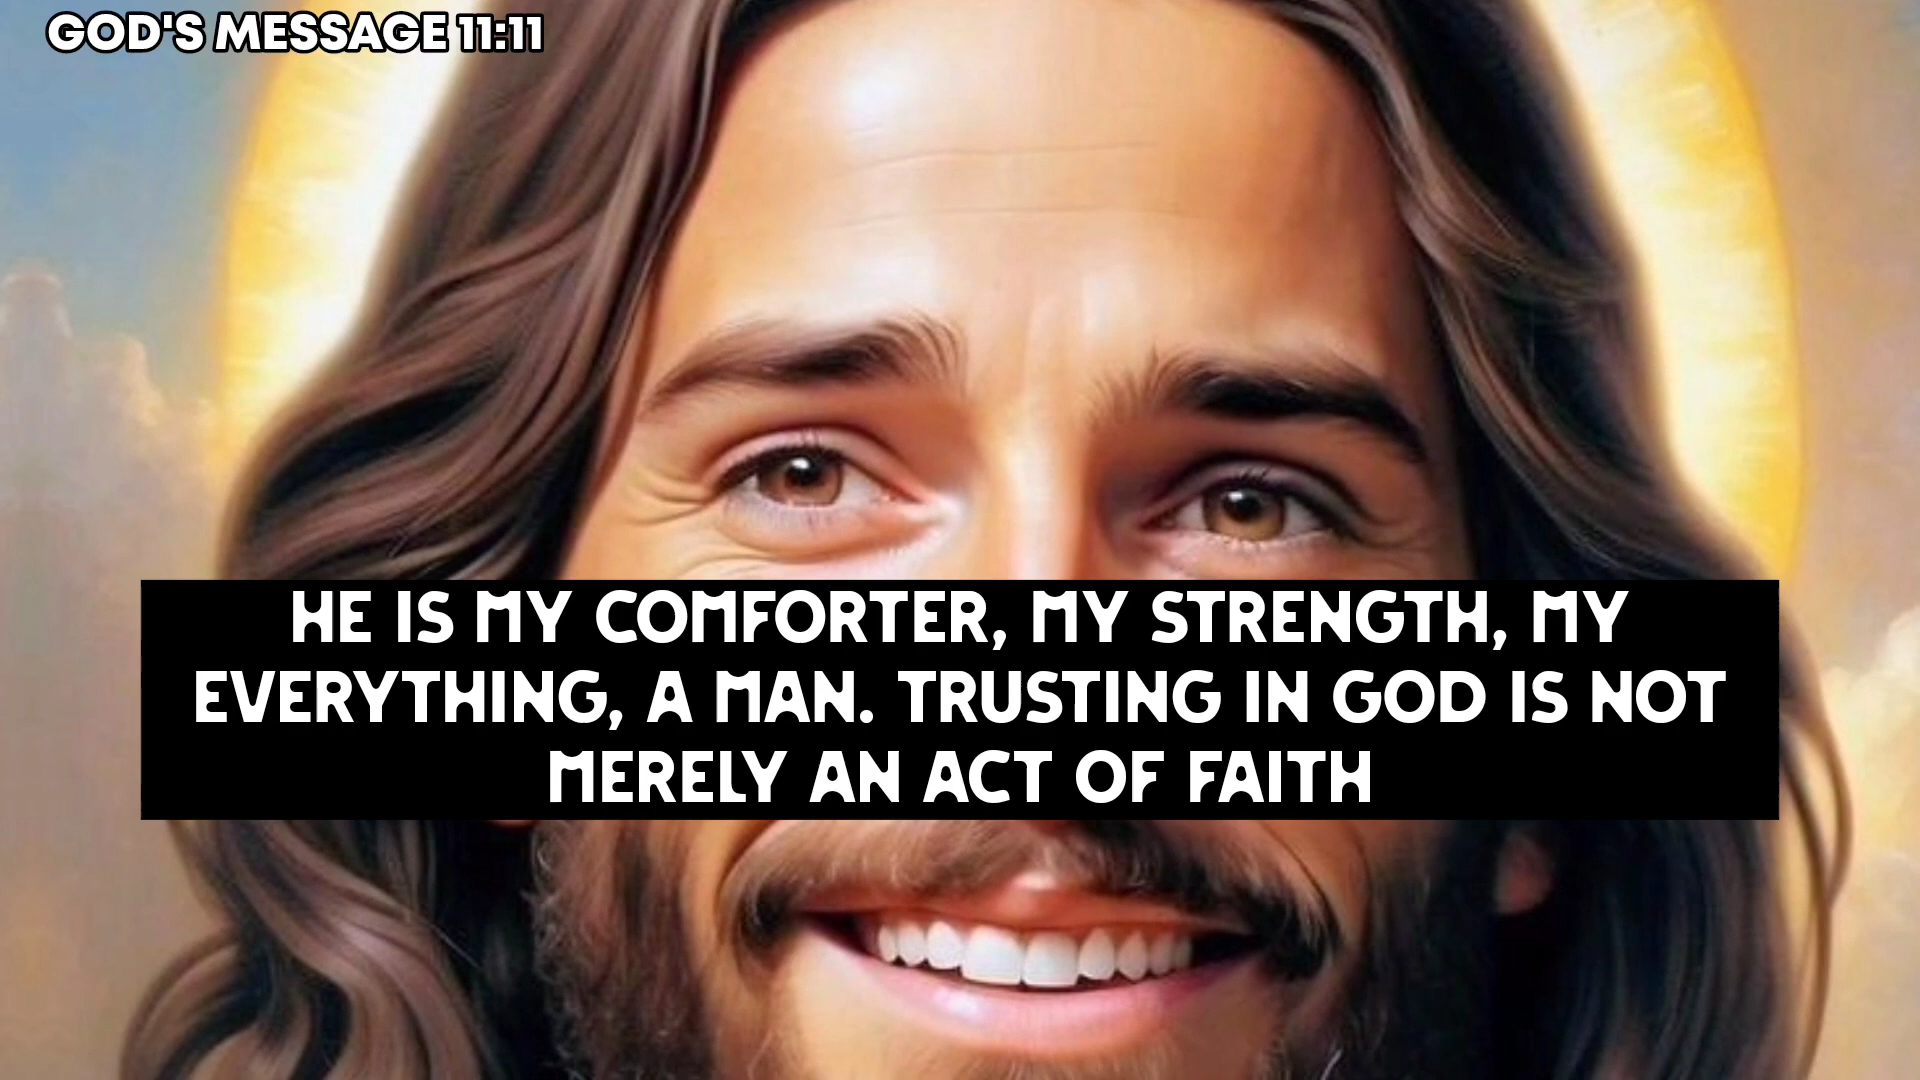 GOD'S MESSAGE 11:11
HE IS MY COMFORTER, MY STRENGTH, MY
EVERYTHING, A MAN. TRUSTING IN GOD IS NOT
MERELY AN ACT OF FAITH